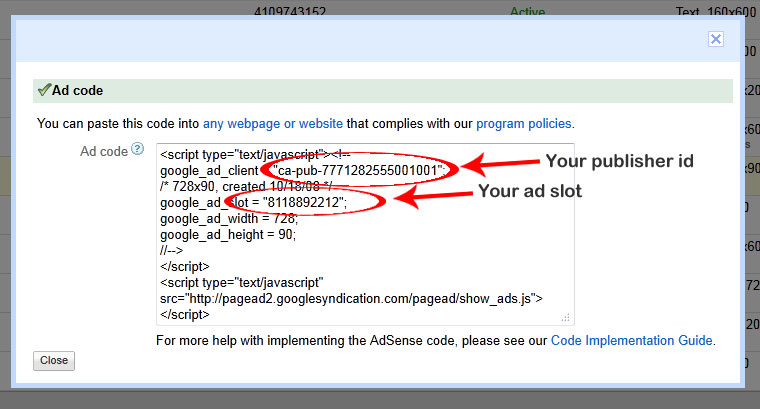 4109743152 Active Text, 160x600
Ad code
You can paste this code into any webpage or website that complies with our program policies.
Ad code ?
<script type="text/javascript"><!--
google_ad_client = "ca-pub-7771282555001001";
/* 728x90, created 10/18/08 */
google_ad_slot = "8118892212";
google_ad_width = 728;
google_ad_height = 90;
//-->
</script>
<script type="text/javascript"
src="http://pagead2.googlesyndication.com/pagead/show_ads.js">
</script>
Your publisher id
Your ad slot
For more help with implementing the AdSense code, please see our Code Implementation Guide.
Close